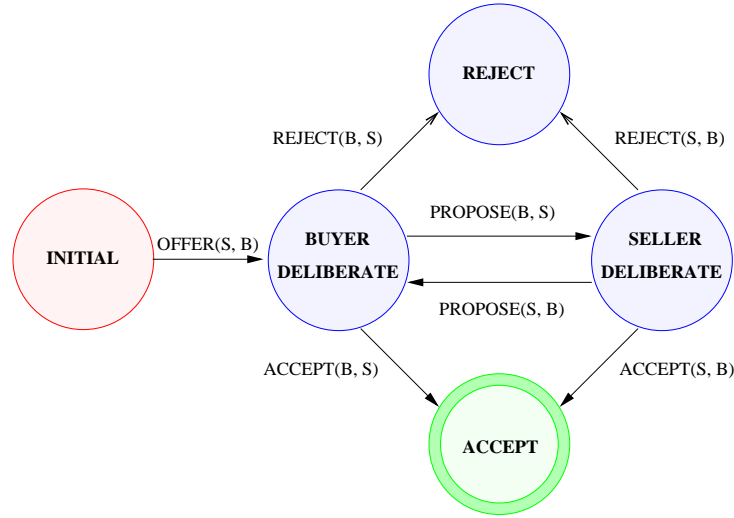 REJECT
REJECT(B, S)
REJECT(S, B)
INITIAL
OFFER(S, B)
BUYER
DELIBERATE
PROPOSE(B, S)
PROPOSE(S, B)
SELLER
DELIBERATE
ACCEPT(B, S)
ACCEPT(S, B)
ACCEPT